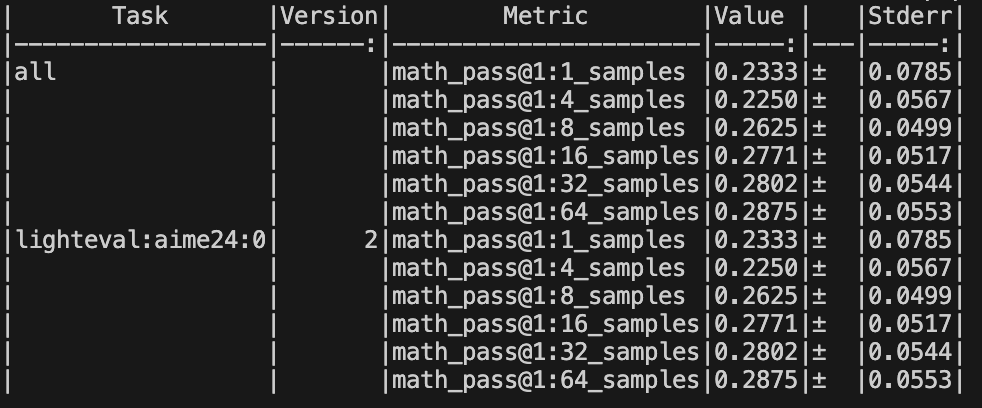 |      Task       |Version|       Metric        |Value |   |Stderr|
|-----------------|------:|---------------------|-----:|---|-----:|
|all              |       |math_pass@1:1_samples |0.2333|±  |0.0785|
|                 |       |math_pass@1:4_samples |0.2250|±  |0.0567|
|                 |       |math_pass@1:8_samples |0.2625|±  |0.0499|
|                 |       |math_pass@1:16_samples|0.2771|±  |0.0517|
|                 |       |math_pass@1:32_samples|0.2802|±  |0.0544|
|                 |       |math_pass@1:64_samples|0.2875|±  |0.0553|
|lighteval:aime24:0|      2|math_pass@1:1_samples |0.2333|±  |0.0785|
|                 |       |math_pass@1:4_samples |0.2250|±  |0.0567|
|                 |       |math_pass@1:8_samples |0.2625|±  |0.0499|
|                 |       |math_pass@1:16_samples|0.2771|±  |0.0517|
|                 |       |math_pass@1:32_samples|0.2802|±  |0.0544|
|                 |       |math_pass@1:64_samples|0.2875|±  |0.0553|